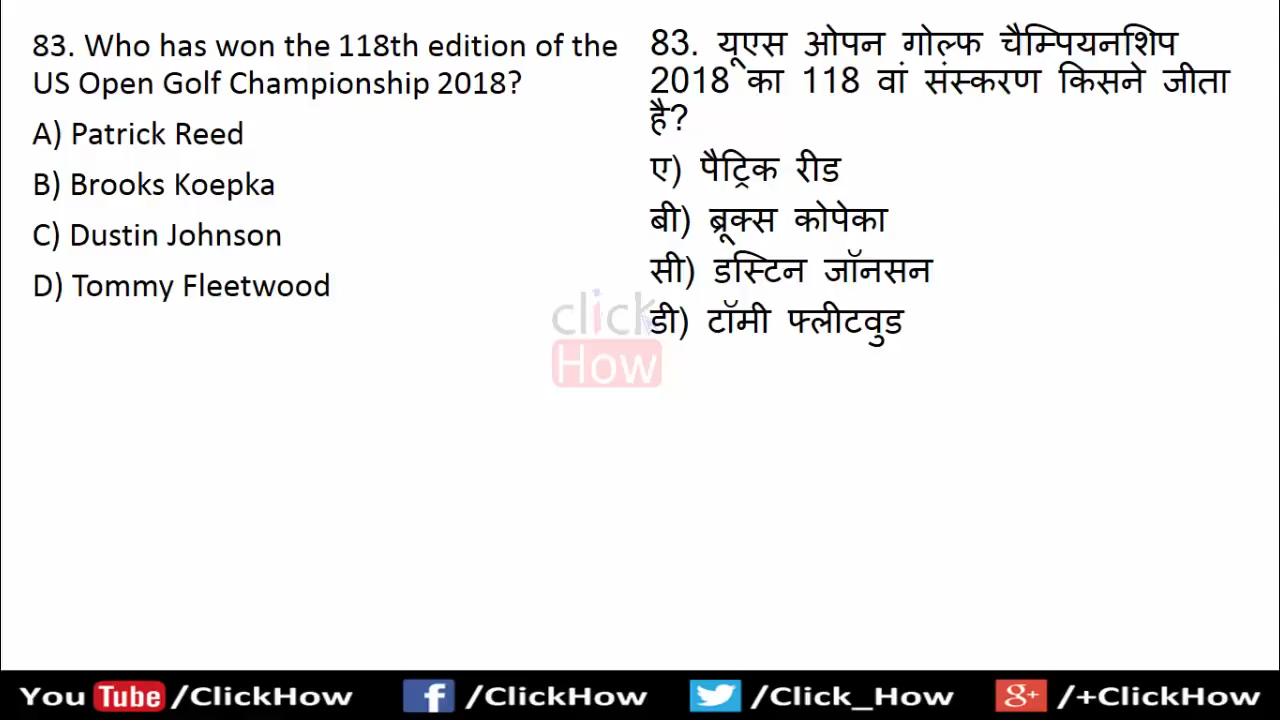 83. Who has won the 118th edition of the
US Open Golf Championship 2018?
A) Patrick Reed
B) Brooks Koepka
C) Dustin Johnson
D) Tommy Fleetwood
83. यूएस ओपन गोल्फ चैम्पियनशिप
2018 का 118 वां संस्करण किसने जीता
है?
ए) पैट्रिक रीड
बी) ब्रूक्स कोपेका
सी) डस्टिन जॉनसन
डी) टॉमी फ्लीटवुड
click
How
You Tube /ClickHow f /ClickHow /Click_How g+ /+ClickHow